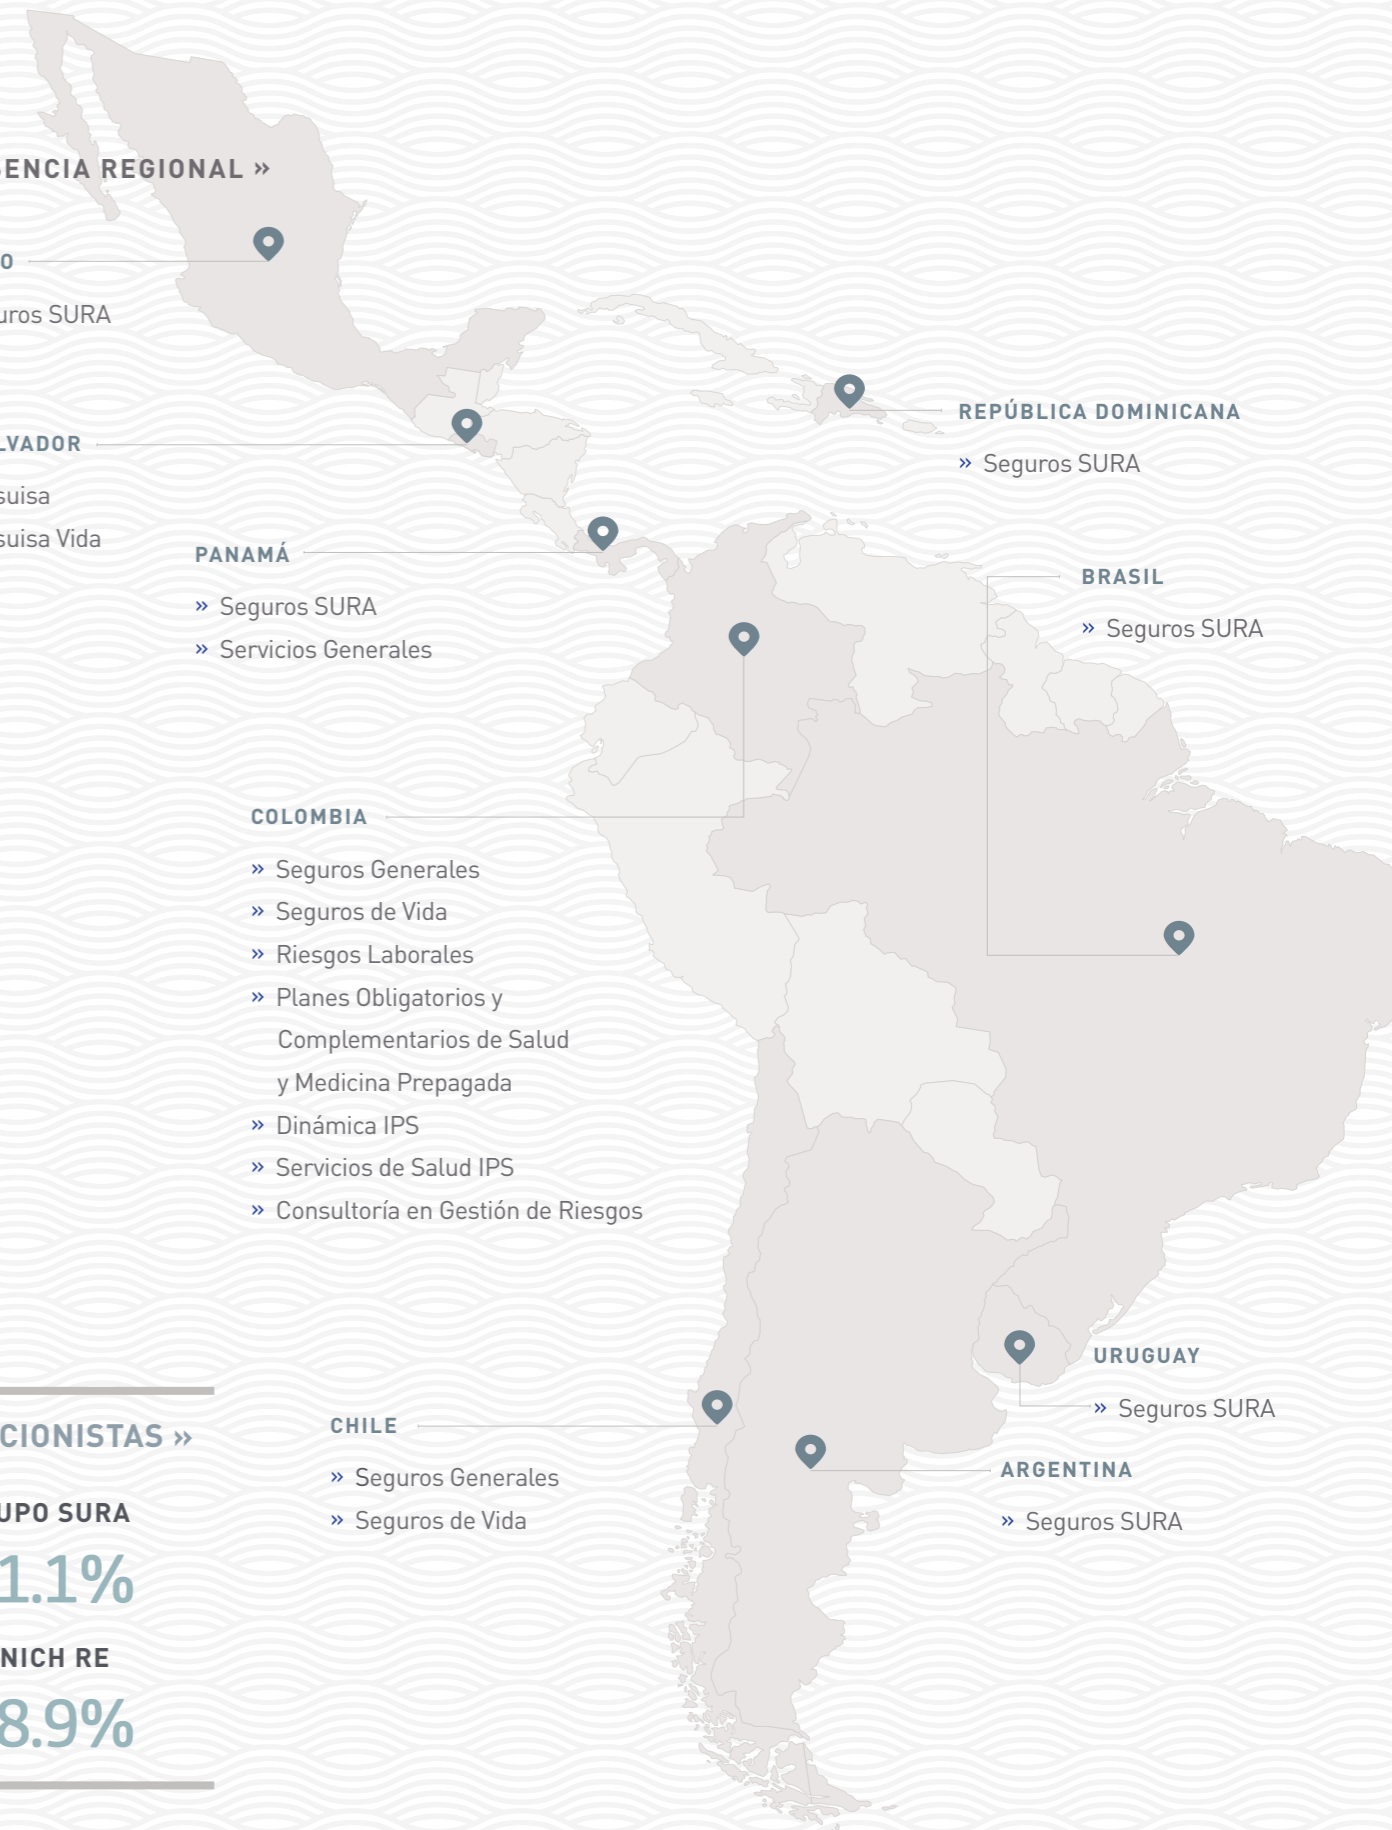 SENCIA REGIONAL »
O
uros SURA
LVADOR
suisa
suisa Vida
PANAMÁ
» Seguros SURA
» Servicios Generales
REPÚBLICA DOMINICANA
» Seguros SURA
BRASIL
» Seguros SURA
COLOMBIA
» Seguros Generales
» Seguros de Vida
» Riesgos Laborales
» Planes Obligatorios y
Complementarios de Salud
y Medicina Prepagada
» Dinámica IPS
» Servicios de Salud IPS
» Consultoría en Gestión de Riesgos
URUGUAY
» Seguros SURA
CHILE
» Seguros Generales
» Seguros de Vida
ARGENTINA
» Seguros SURA
CIONISTAS »
UPO SURA
1.1%
NICH RE
8.9%